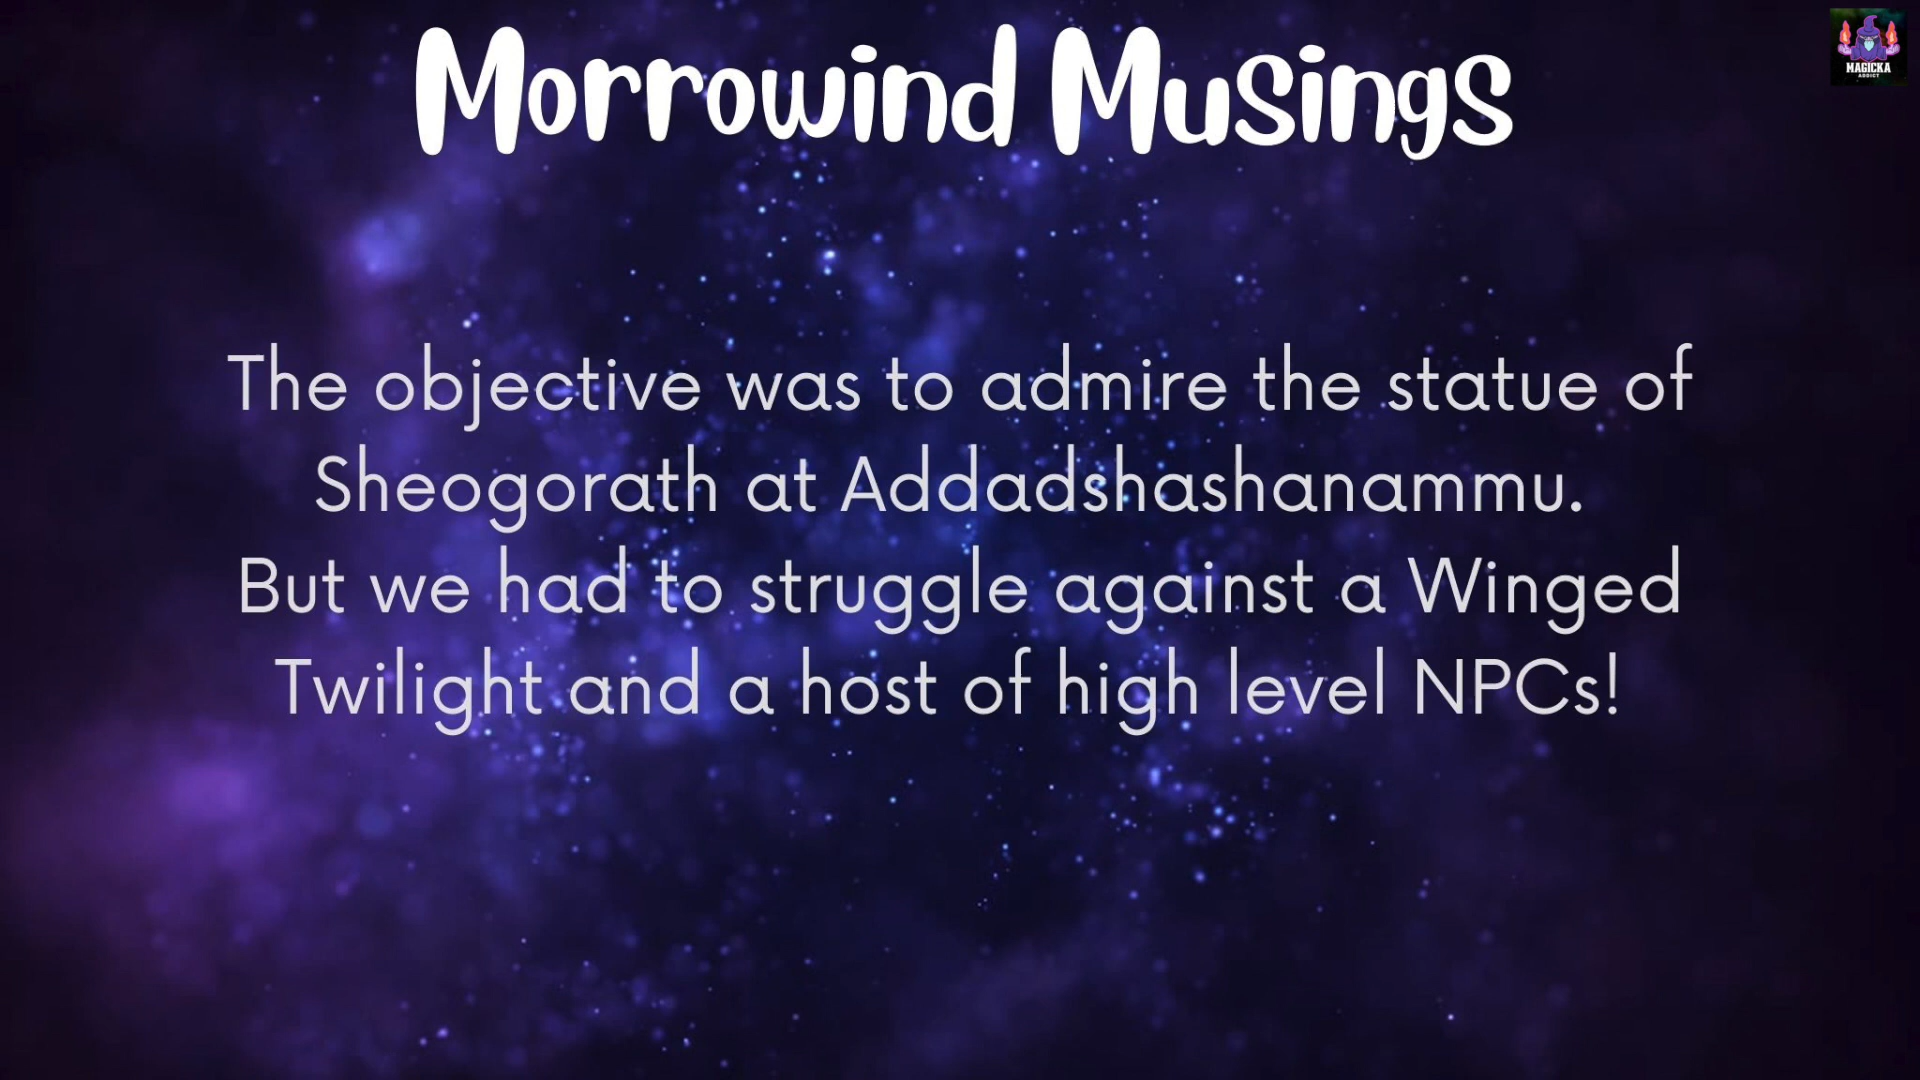 Morrowind Musings
MAGICKA
ADDICT
The objective was to admire the statue of
Sheogorath at Addadshashanammu.
But we had to struggle against a Winged
Twilight and a host of high level NPCs!